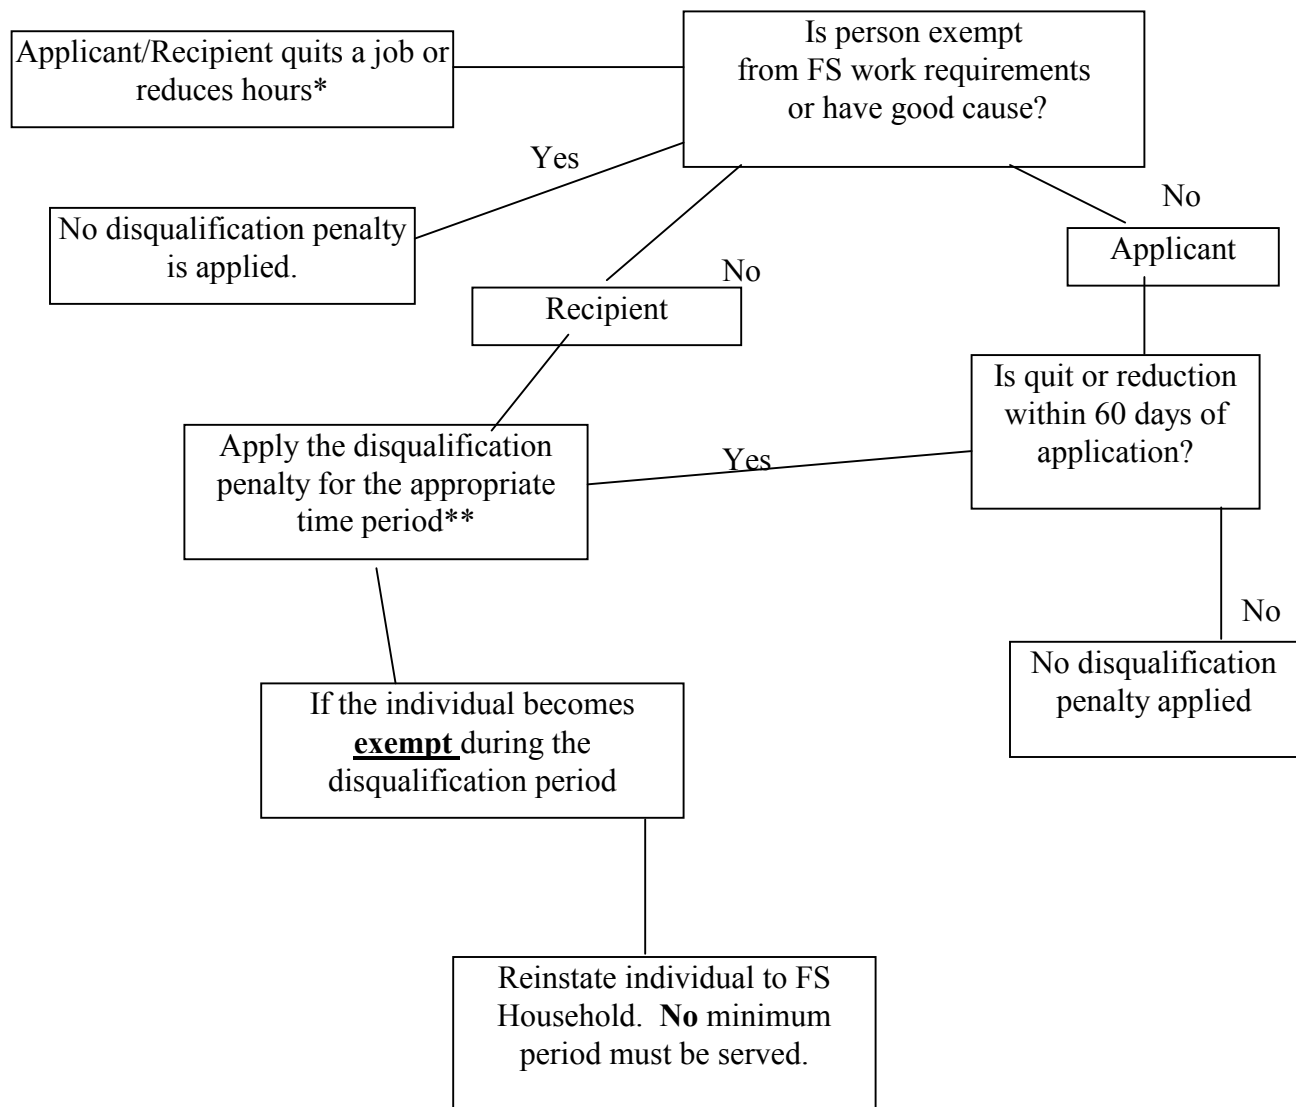 Applicant/Recipient quits a job or
reduces hours*
Is person exempt
from FS work requirements
or have good cause?
Yes
No
No disqualification penalty
is applied.
Applicant
No
Recipient
Is quit or reduction
within 60 days of
application?
Apply the disqualification
penalty for the appropriate
time period**
Yes
No
No disqualification
penalty applied
If the individual becomes
exempt during the
disqualification period
Reinstate individual to FS
Household. No minimum
period must be served.